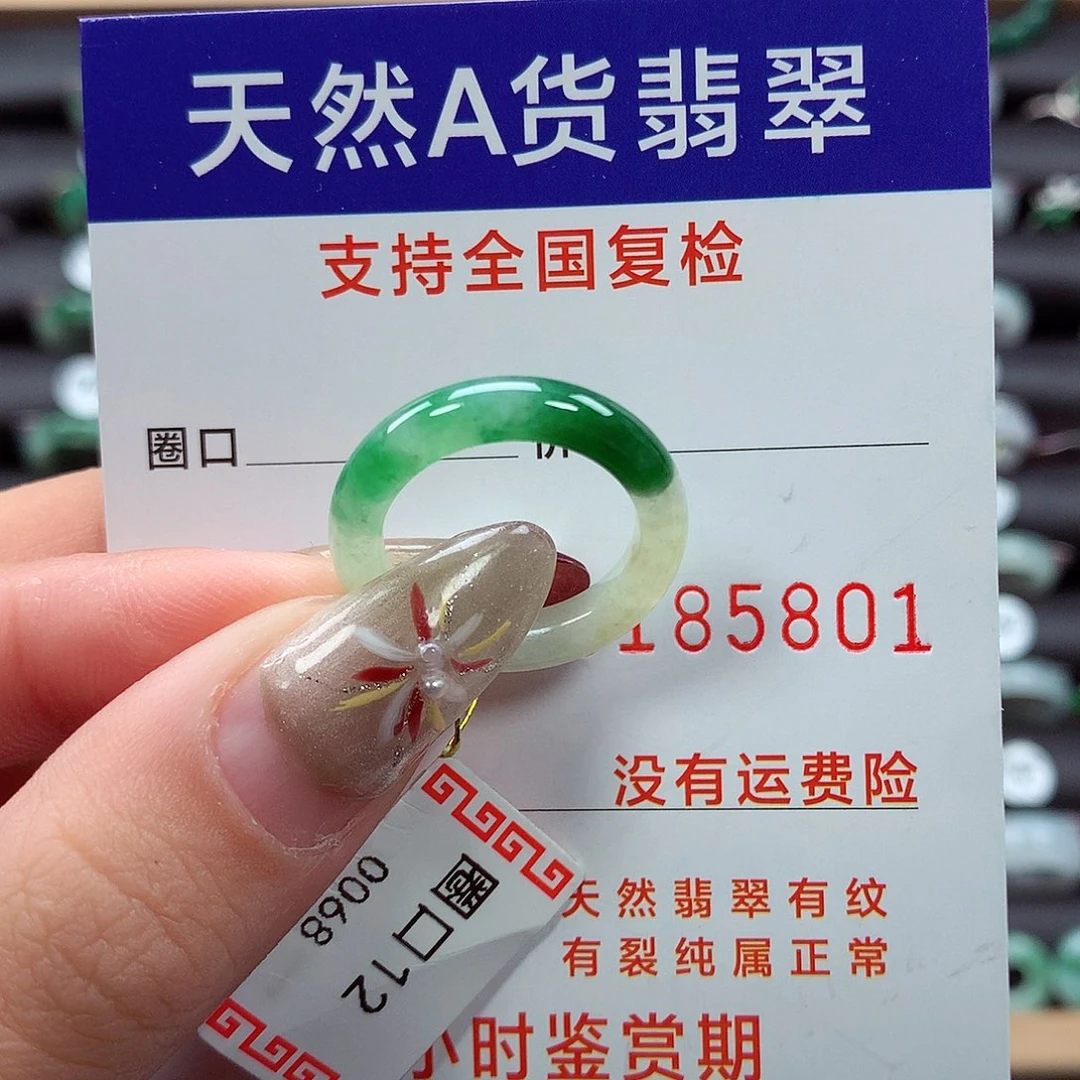 天然A货翡翠
支持全国复检
圈口
185801
没有运费险
天然翡翠有纹
有裂纯属正常
小时鉴赏期
圈口12
0068